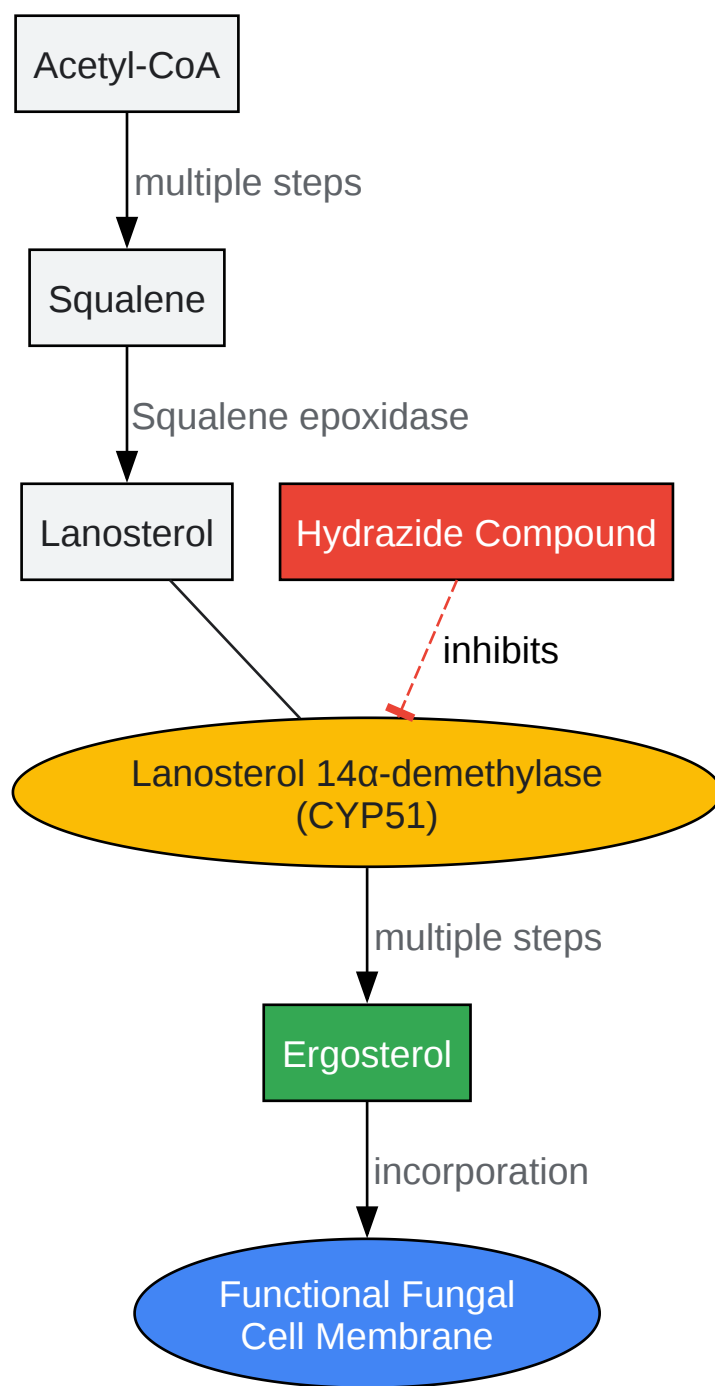 Acetyl-CoA
multiple steps
Squalene
Squalene epoxidase
Lanosterol
Hydrazide Compound
inhibits
Lanosterol 14α-demethylase
(CYP51)
multiple steps
Ergosterol
incorporation
Functional Fungal
Cell Membrane